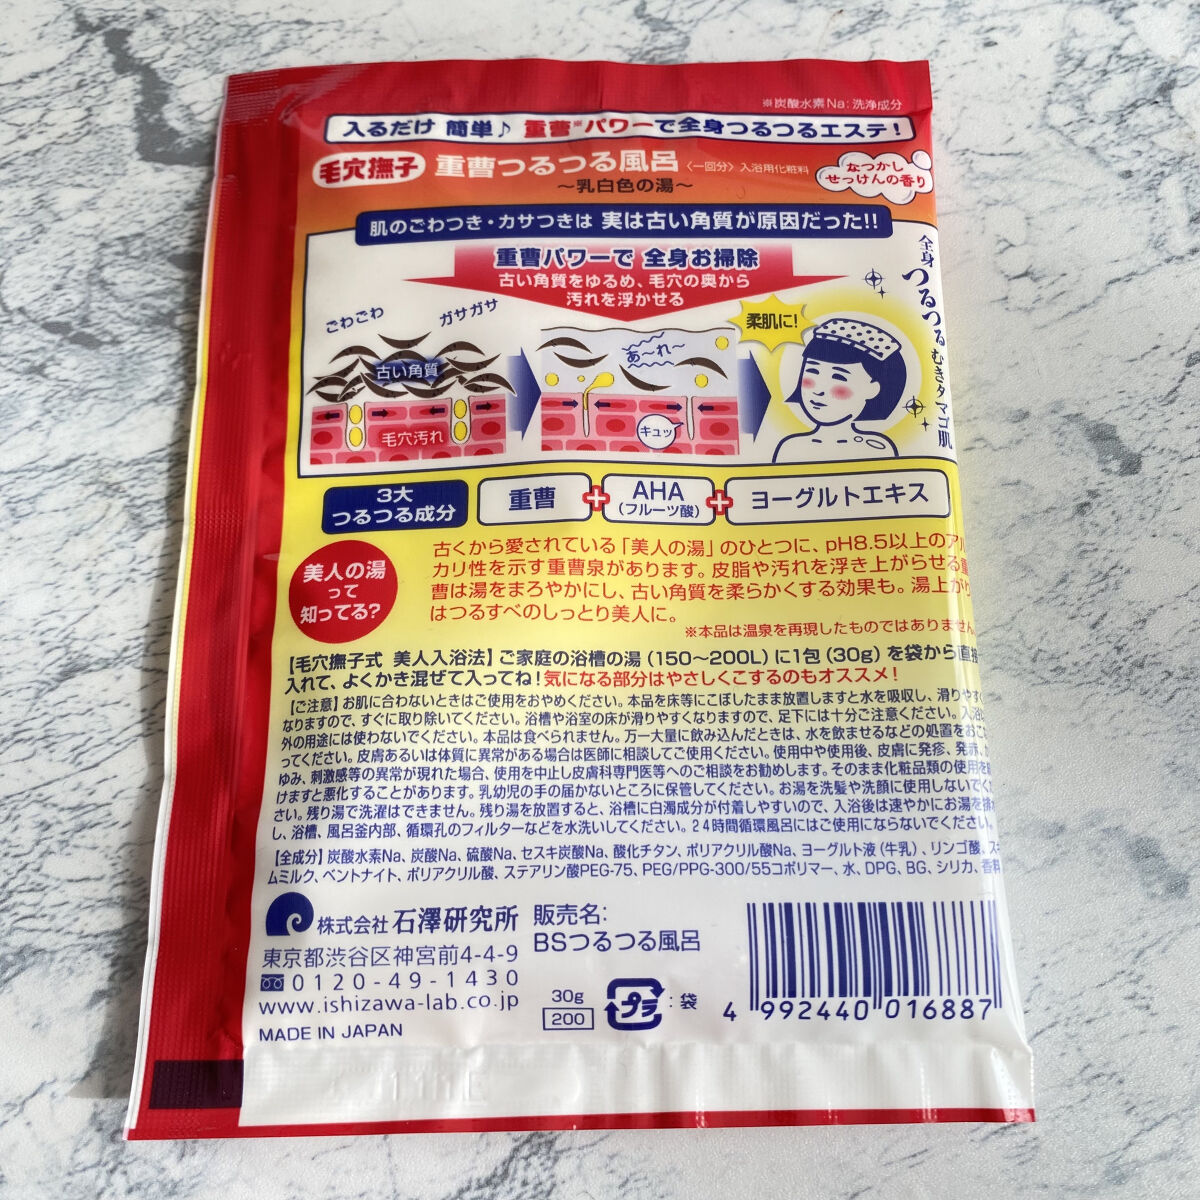 ※炭酸水素Na:洗浄成分
入るだけ 簡単♪ 重曹※パワーで全身つるつるエステ!
毛穴撫子 重曹つるつる風呂 〈一回分〉 入浴用化粧料
〜乳白色の湯〜
なつかし
せっけんの香り
肌のごわつき・カサつきは 実は古い角質が原因だった!!
重曹パワーで 全身お掃除
古い角質をゆるめ、毛穴の奥から
汚れを浮かせる
全身つるつるむきタマゴ肌
ごわごわ
ガサガサ
古い角質
毛穴汚れ
あ〜れ〜
キュッ
柔肌に!
3大
つるつる成分
重曹
+
AHA
(フルーツ酸)
+
ヨーグルトエキス
美人の湯
って
知ってる?
古くから愛されている「美人の湯」のひとつに、pH8.5以上のアル
カリ性を示す重曹泉があります。皮脂や汚れを浮き上がらせる重
曹は湯をまろやかにし、古い角質を柔らかくする効果も。湯上がり
はつるすべのしっとり美人に。
※本品は温泉を再現したものではありません。
【毛穴撫子式 美人入浴法】ご家庭の浴槽の湯(150〜200L)に1包(30g)を袋から直接
入れて、よくかき混ぜて入ってね!気になる部分はやさしくこするのもオススメ!
【ご注意】お肌に合わないときはご使用をおやめください。本品を床等にこぼしたまま放置しますと水を吸収し、滑りやすく
なりますので、すぐに取り除いてください。浴槽や浴室の床が滑りやすくなりますので、足下には十分ご注意ください。入浴以
外の用途には使わないでください。本品は食べられません。万一大量に飲み込んだときは、水を飲ませるなどの処置をおこな
ってください。皮膚あるいは体質に異常がある場合は医師に相談してご使用ください。使用中や使用後、皮膚に発疹、発赤、か
ゆみ、刺激感等の異常が現れた場合、使用を中止し皮膚科専門医等へのご相談をお勧めします。そのまま化粧品類の使用を続
けますと悪化することがあります。乳幼児の手の届かないところに保管してください。お湯を洗髪や洗顔に使用しないでくだ
さい。残り湯で洗濯はできません。残り湯を放置すると、浴槽に白濁成分が付着しやすいので、入浴後は速やかにお湯を排水
し、浴槽、風呂釜内部、循環孔のフィルターなどを水洗いしてください。24時間循環風呂にはご使用にならないでください。
【全成分】炭酸水素Na、炭酸Na、硫酸Na、セスキ炭酸Na、酸化チタン、ポリアクリル酸Na、ヨーグルト液(牛乳)、リンゴ酸、スキ
ムミルク、ベントナイト、ポリアクリル酸、ステアリン酸PEG-75、PEG/PPG-300/55コポリマー、水、DPG、BG、シリカ、香料
株式会社 石澤研究所
東京都渋谷区神宮前4-4-9
0120-49-1430
www.ishizawa-lab.co.jp
MADE IN JAPAN
販売名:
BSつるつる風呂
30g
200
プラ
:袋
4 992440 016887